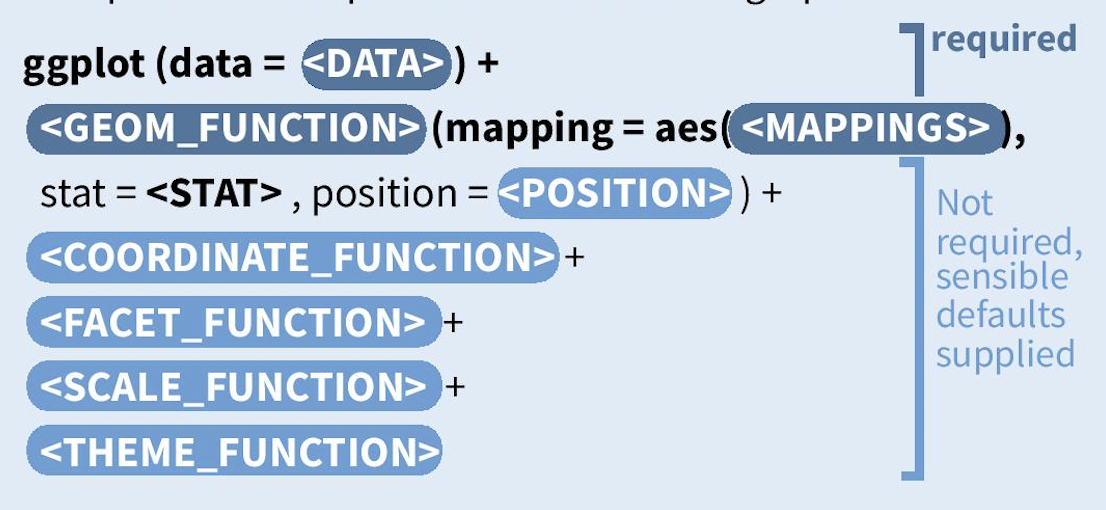 ggplot (data = <DATA>) +
required
<GEOM_FUNCTION> (mapping = aes(<MAPPINGS>),
stat = <STAT> , position = <POSITION>) +
<COORDINATE_FUNCTION> +
<FACET_FUNCTION> +
<SCALE_FUNCTION> +
<THEME_FUNCTION>
Not
required,
sensible
defaults
supplied